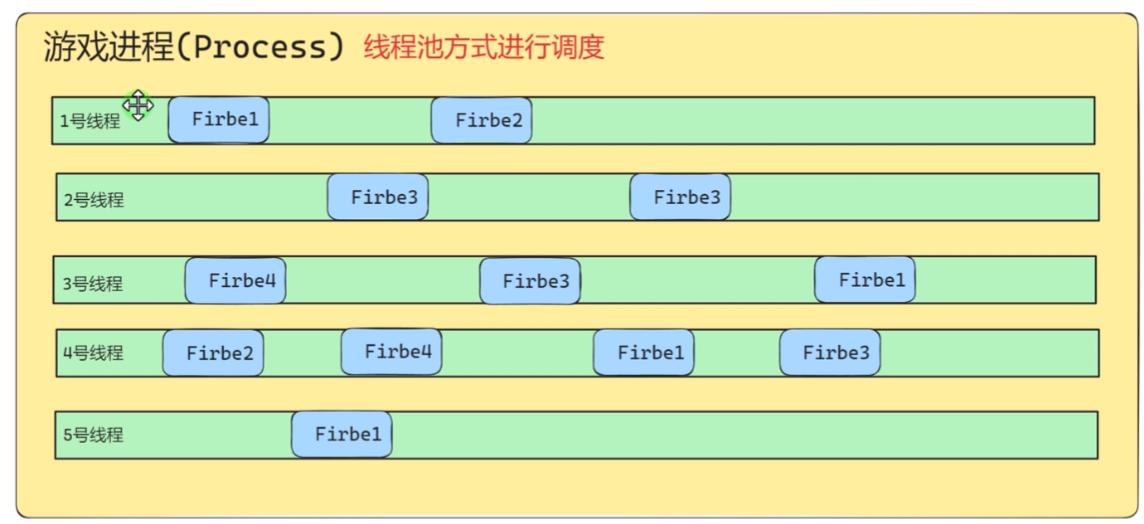 游戏进程(Process) 线程池方式进行调度
1号线程 Firbe1 Firbe2
2号线程 Firbe3 Firbe3
3号线程 Firbe4 Firbe3 Firbe1
4号线程 Firbe2 Firbe4 Firbe1 Firbe3
5号线程 Firbe1